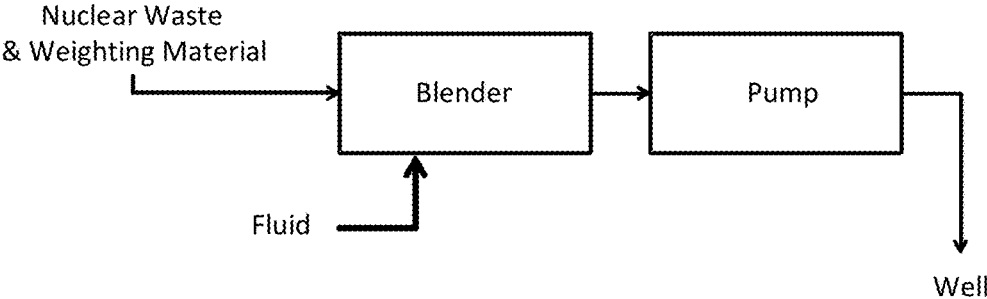 Nuclear Waste
& Weighting Material
Blender
Pump
Fluid
Well